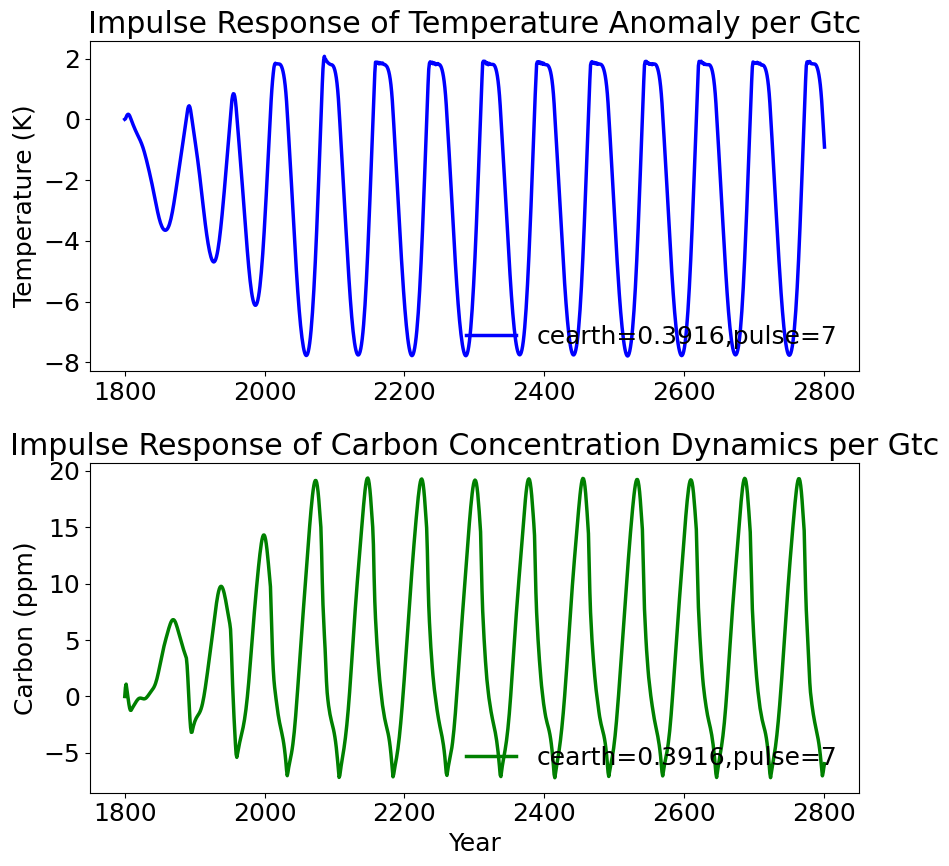 Impulse Response of Temperature Anomaly per Gtc
Temperature (K)
2
0
−2
−4
−6
−8
cearth=0.3916,pulse=7
1800 2000 2200 2400 2600 2800
Impulse Response of Carbon Concentration Dynamics per Gtc
Carbon (ppm)
20
15
10
5
0
−5
cearth=0.3916,pulse=7
1800 2000 2200 2400 2600 2800
Year